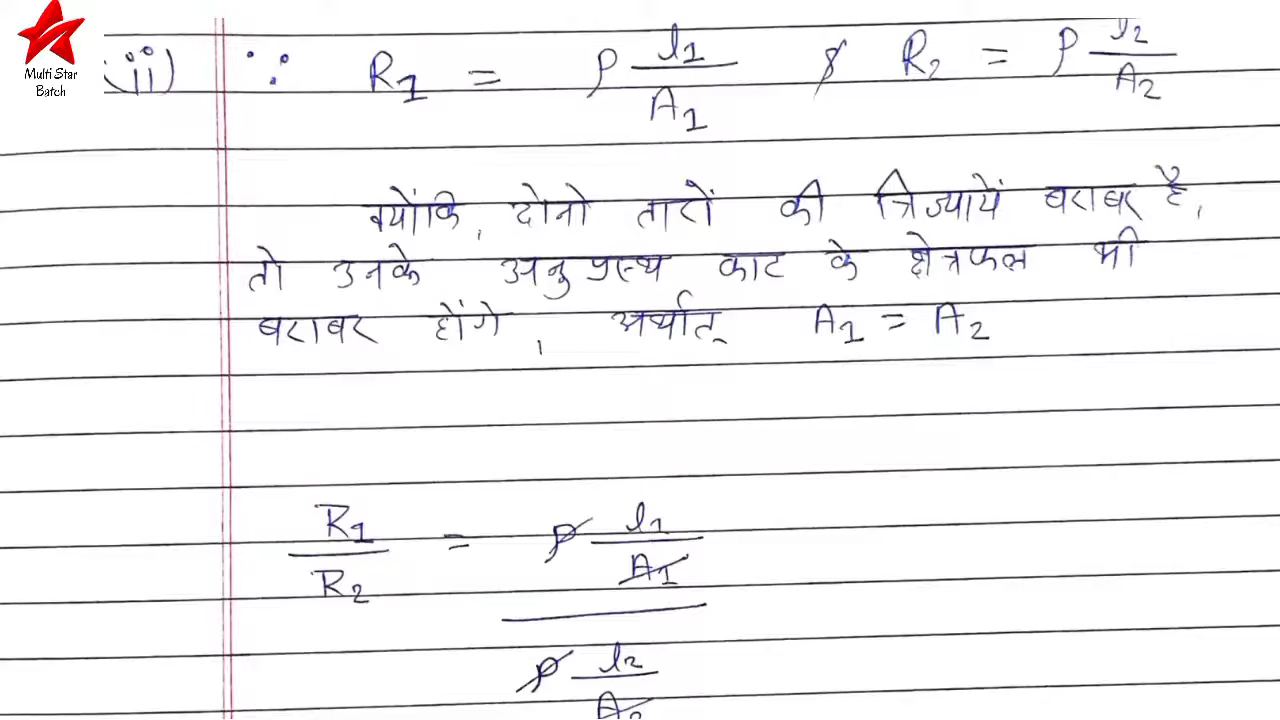 Multi Star
Batch
(ii) ∵ R1 = ρ l1/A1 & R2 = ρ l2/A2
क्योंकि, दोनो तारों की त्रिज्यायें बराबर है,
तो उनके अनुप्रस्थ काट के क्षेत्रफल भी
बराबर होंगे, अर्थात् A1 = A2
R1/R2 = ρ l1/A1
ρ l2/A2